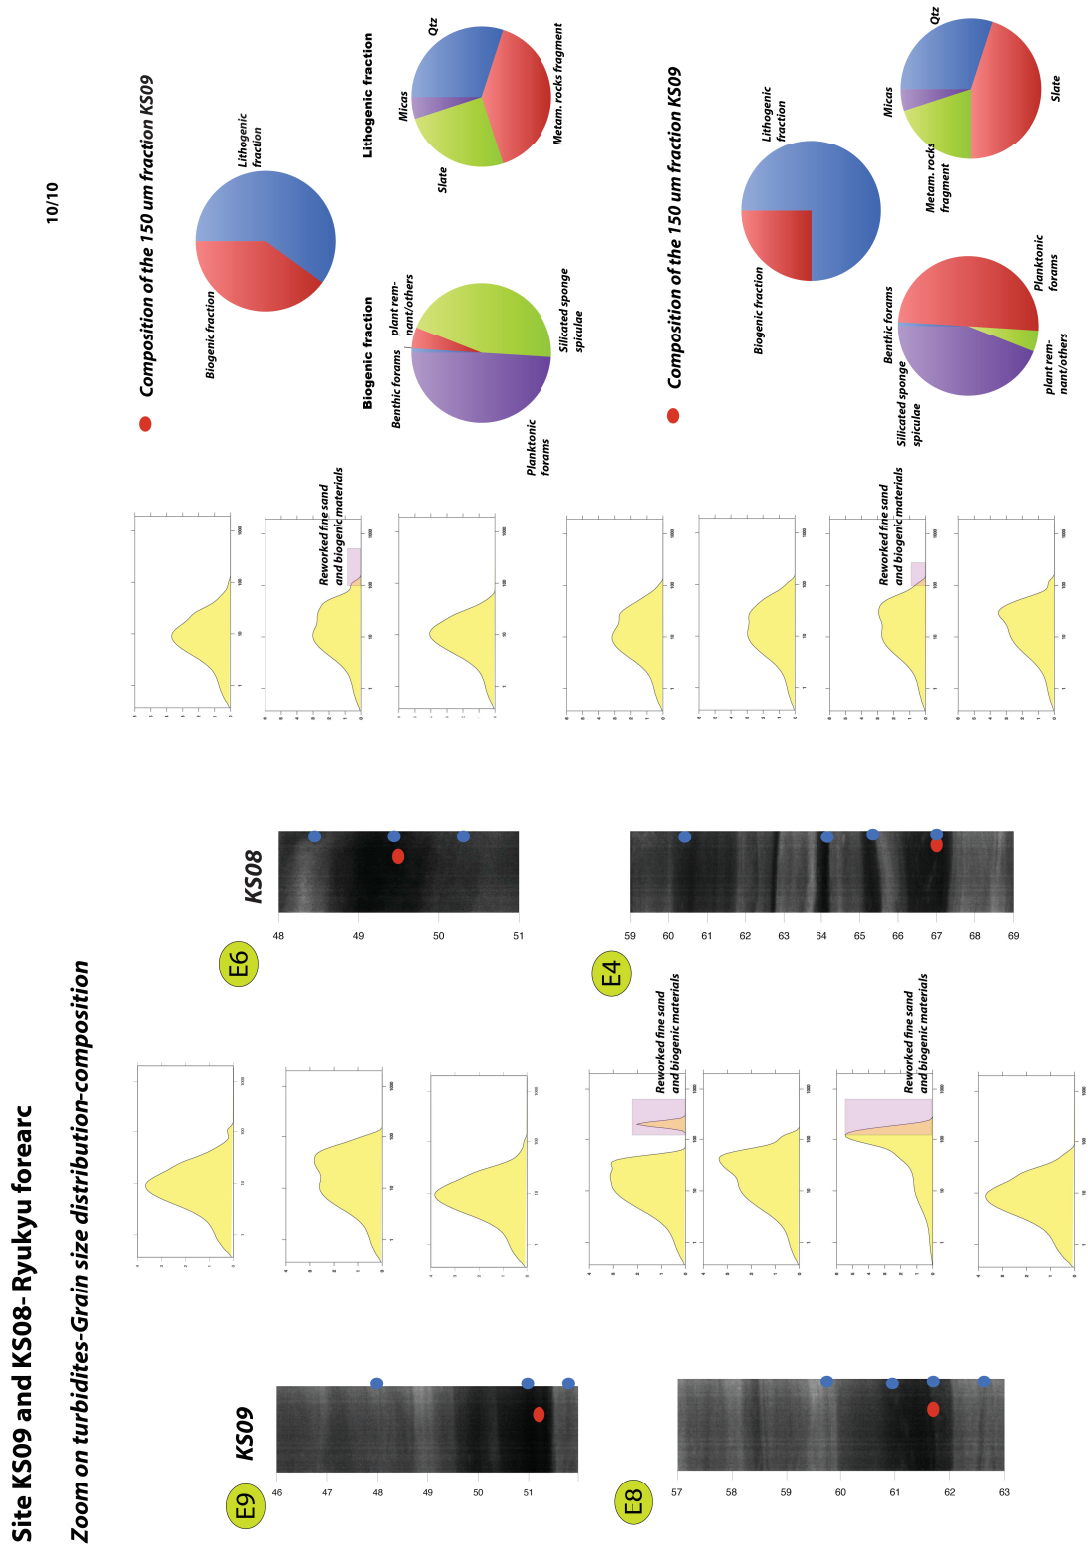 10/10
Site KS09 and KS08- Ryukyu forearc
Zoom on turbidites-Grain size distribution-composition
KS09
E9
46
47
48
49
50
51
E8
57
58
59
60
61
62
63
Reworked fine sand
and biogenic materials
Reworked fine sand
and biogenic materials
KS08
E6
48
49
50
51
E4
59
60
61
62
63
64
65
66
67
68
69
Reworked fine sand
and biogenic materials
Reworked fine sand
and biogenic materials
Composition of the 150 um fraction KS09
Biogenic fraction
Lithogenic
fraction
Biogenic fraction
Benthic forams
plant rem-
nant/others
Planktonic
forams
Silicated sponge
spiculae
Lithogenic fraction
Micas
Qtz
Slate
Metam. rocks fragment
Composition of the 150 um fraction KS09
Biogenic fraction
Lithogenic
fraction
Silicated sponge
spiculae
Benthic forams
plant rem-
nant/others
Planktonic
forams
Micas
Qtz
Metam. rocks
fragment
Slate